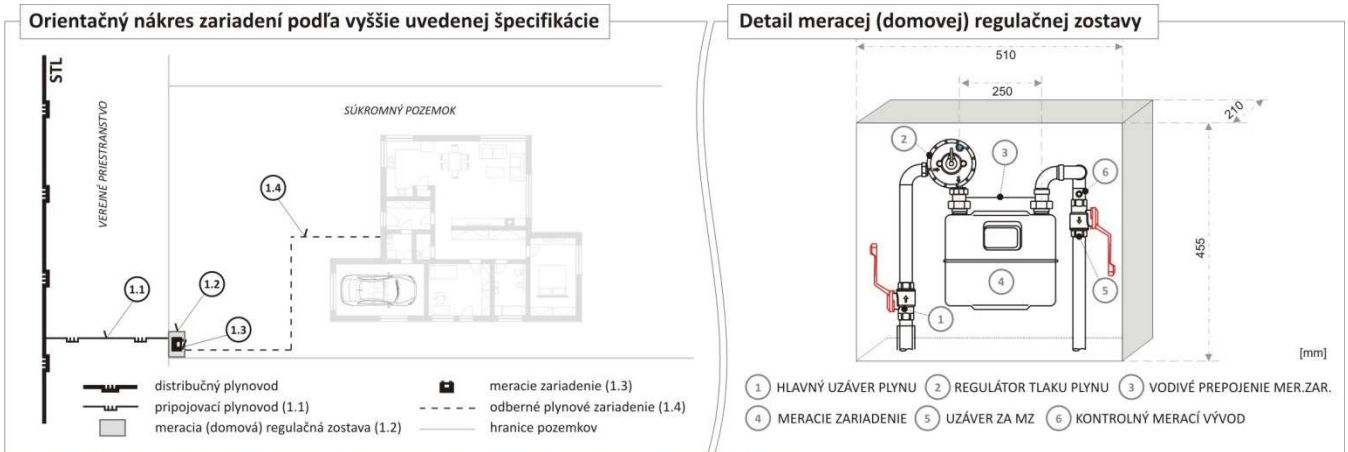 Orientačný nákres zariadení podľa vyššie uvedenej špecifikácie
STL
VEREJNÉ PRIESTRANSTVO
SÚKROMNÝ POZEMOK
1.4
1.1
1.2
1.3
distribučný plynovod
pripojovací plynovod (1.1)
meracia (domová) regulačná zostava (1.2)
meracie zariadenie (1.3)
odberné plynové zariadenie (1.4)
hranice pozemkov
Detail meracej (domovej) regulačnej zostavy
510
250
210
2
3
6
455
4
5
1
[mm]
1 HLAVNÝ UZÁVER PLYNU 2 REGULÁTOR TLAKU PLYNU 3 VODIVÉ PREPOJENIE MER.ZAR.
4 MERACIE ZARIADENIE 5 UZÁVER ZA MZ 6 KONTROLNÝ MERACÍ VÝVOD